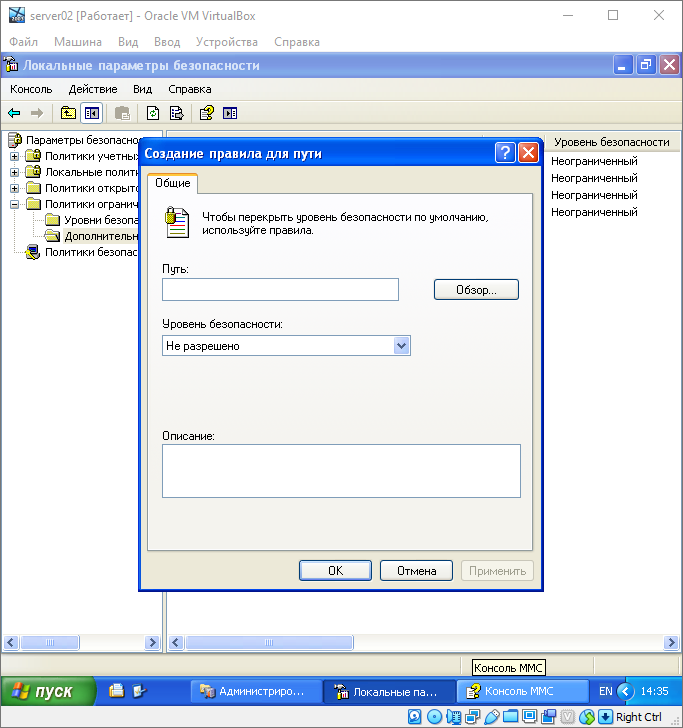 server02 [Работает] - Oracle VM VirtualBox
Файл Машина Вид Ввод Устройства Справка
Локальные параметры безопасности
Консоль Действие Вид Справка
Параметры безопасно
Уровень безопасности
Политики учетных
Неограниченный
Локальные полити
Неограниченный
Политики открыто
Неограниченный
Политики огранич
Неограниченный
Уровни безопа
Дополнительн
Политики безопас
Создание правила для пути
Общие
Чтобы перекрыть уровень безопасности по умолчанию,
используйте правила.
Путь:
Обзор...
Уровень безопасности:
Не разрешено
Описание:
OK Отмена Применить
Консоль MMC
пуск Администриро... Локальные па... Консоль MMC EN 14:35
Right Ctrl